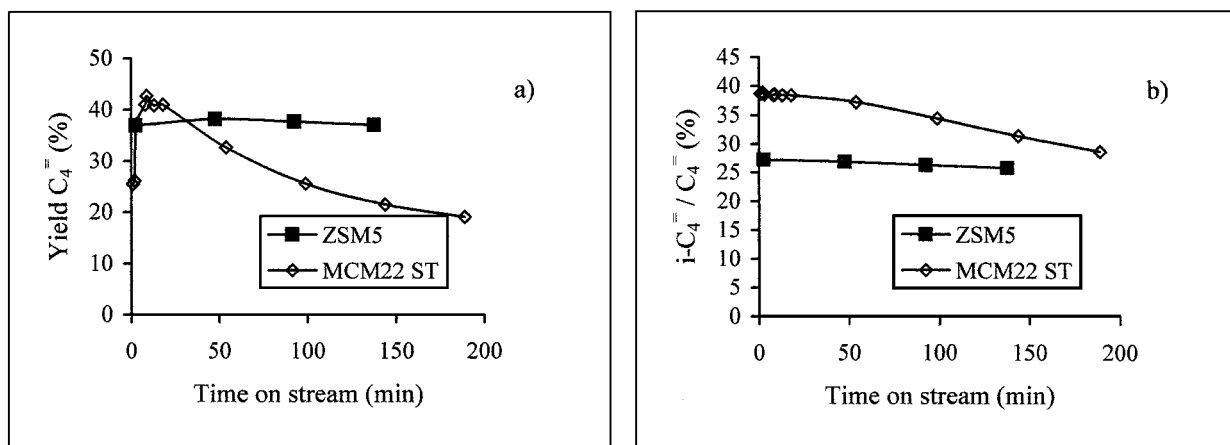 a)
Yield C₄⁼ (%)
50
40
30
20
10
0
ZSM5
MCM22 ST
0 50 100 150 200
Time on stream (min)
b)
i-C₄⁼ / C₄⁼ (%)
45
40
35
30
25
20
15
10
5
0
ZSM5
MCM22 ST
0 50 100 150 200
Time on stream (min)